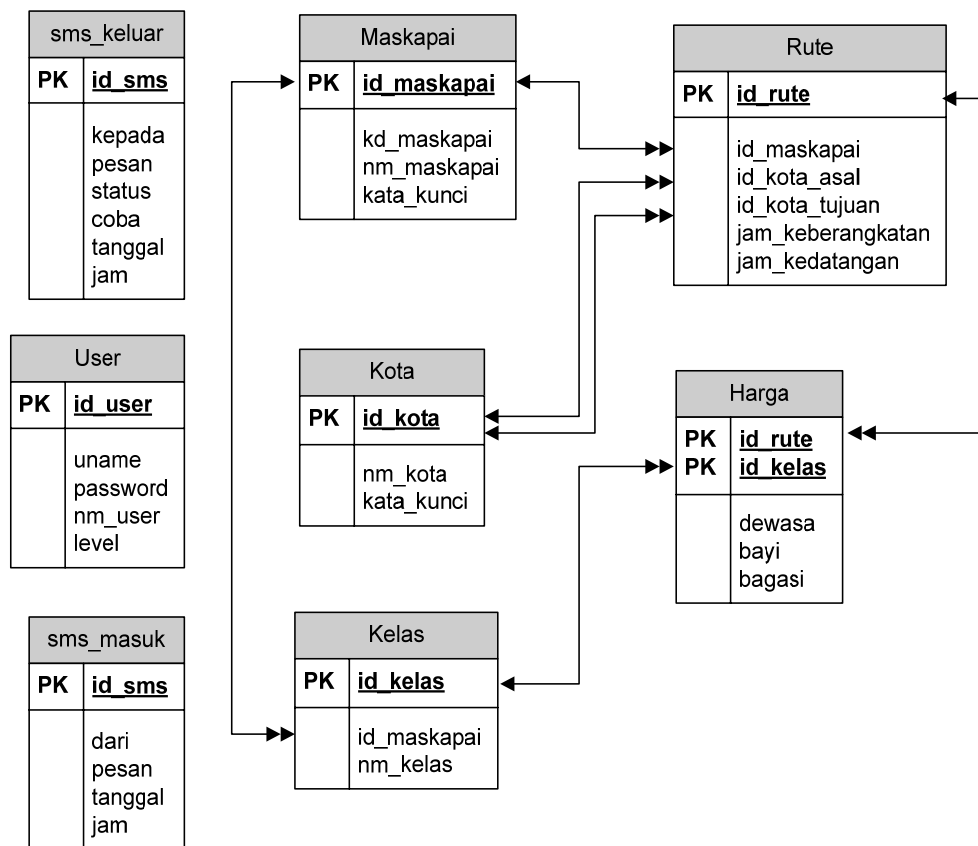 sms_keluar
PK id_sms
kepada
pesan
status
coba
tanggal
jam
Maskapai
PK id_maskapai
kd_maskapai
nm_maskapai
kata_kunci
Rute
PK id_rute
id_maskapai
id_kota_asal
id_kota_tujuan
jam_keberangkatan
jam_kedatangan
User
PK id_user
uname
password
nm_user
level
Kota
PK id_kota
nm_kota
kata_kunci
Harga
PK id_rute
PK id_kelas
dewasa
bayi
bagasi
sms_masuk
PK id_sms
dari
pesan
tanggal
jam
Kelas
PK id_kelas
id_maskapai
nm_kelas